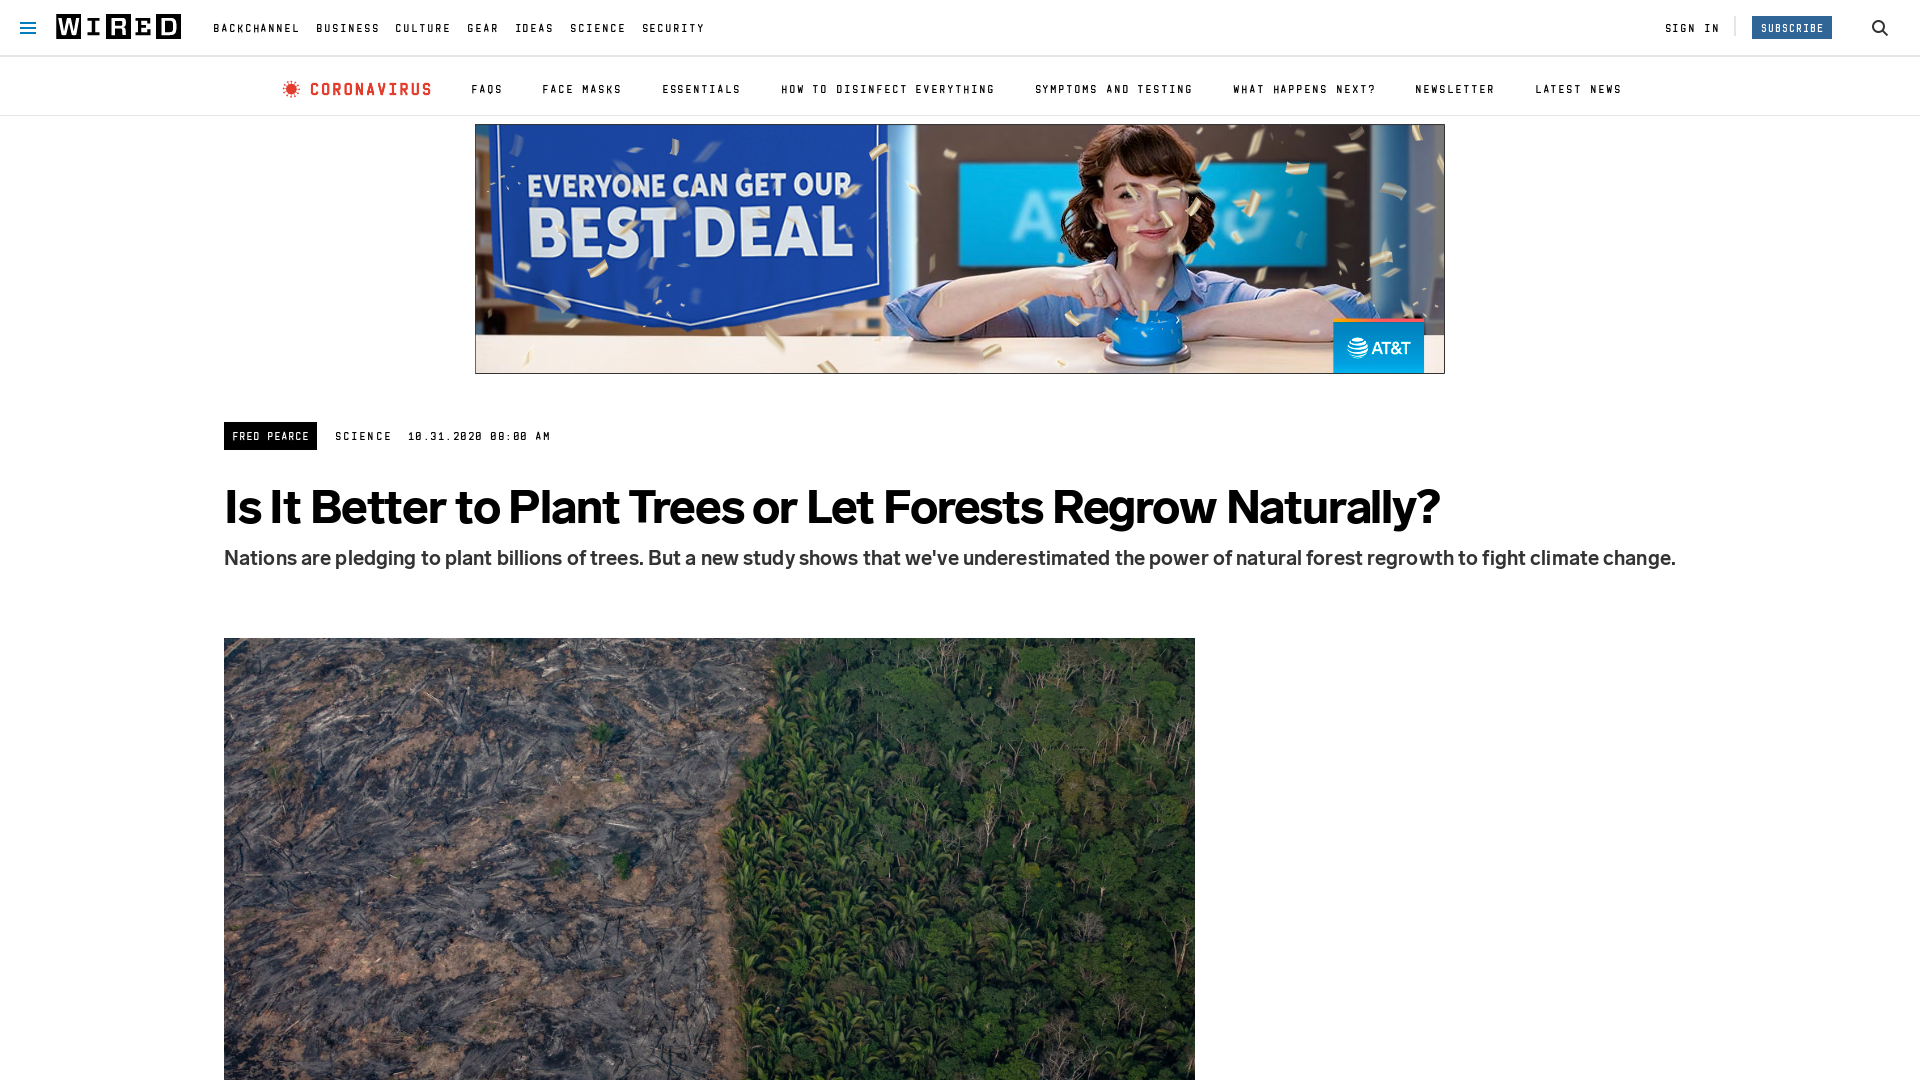 WIRED
BACKCHANNEL BUSINESS CULTURE GEAR IDEAS SCIENCE SECURITY
SIGN IN
SUBSCRIBE
CORONAVIRUS
FAQS FACE MASKS ESSENTIALS HOW TO DISINFECT EVERYTHING SYMPTOMS AND TESTING WHAT HAPPENS NEXT? NEWSLETTER LATEST NEWS
EVERYONE CAN GET OUR
BEST DEAL
AT&T
FRED PEARCE SCIENCE 10.31.2020 08:00 AM
Is It Better to Plant Trees or Let Forests Regrow Naturally?
Nations are pledging to plant billions of trees. But a new study shows that we've underestimated the power of natural forest regrowth to fight climate change.